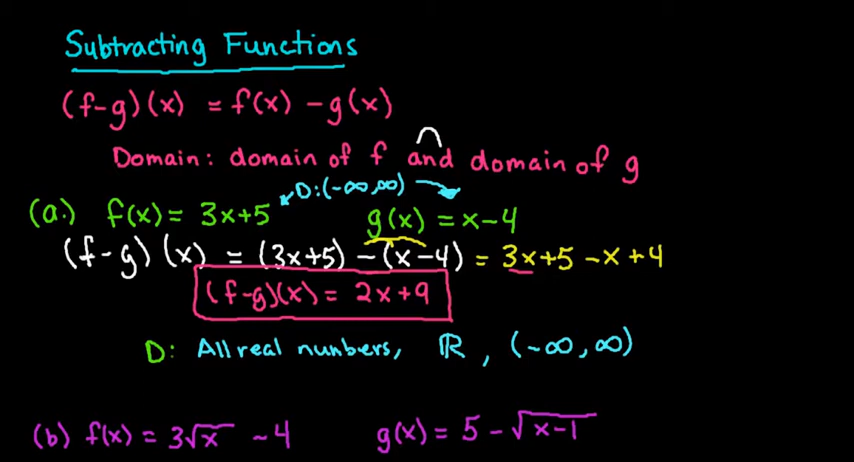 Subtracting Functions
(f-g)(x) = f(x) - g(x)
∩
Domain: domain of f and domain of g
D:(-∞,∞)
(a.) f(x) = 3x+5 g(x) = x-4
(f-g)(x) = (3x+5) -(x-4) = 3x+5 -x+4
(f-g)(x) = 2x+9
D: All real numbers, ℝ, (-∞,∞)
(b) f(x) = 3√x -4 g(x) = 5 - √(x-1)